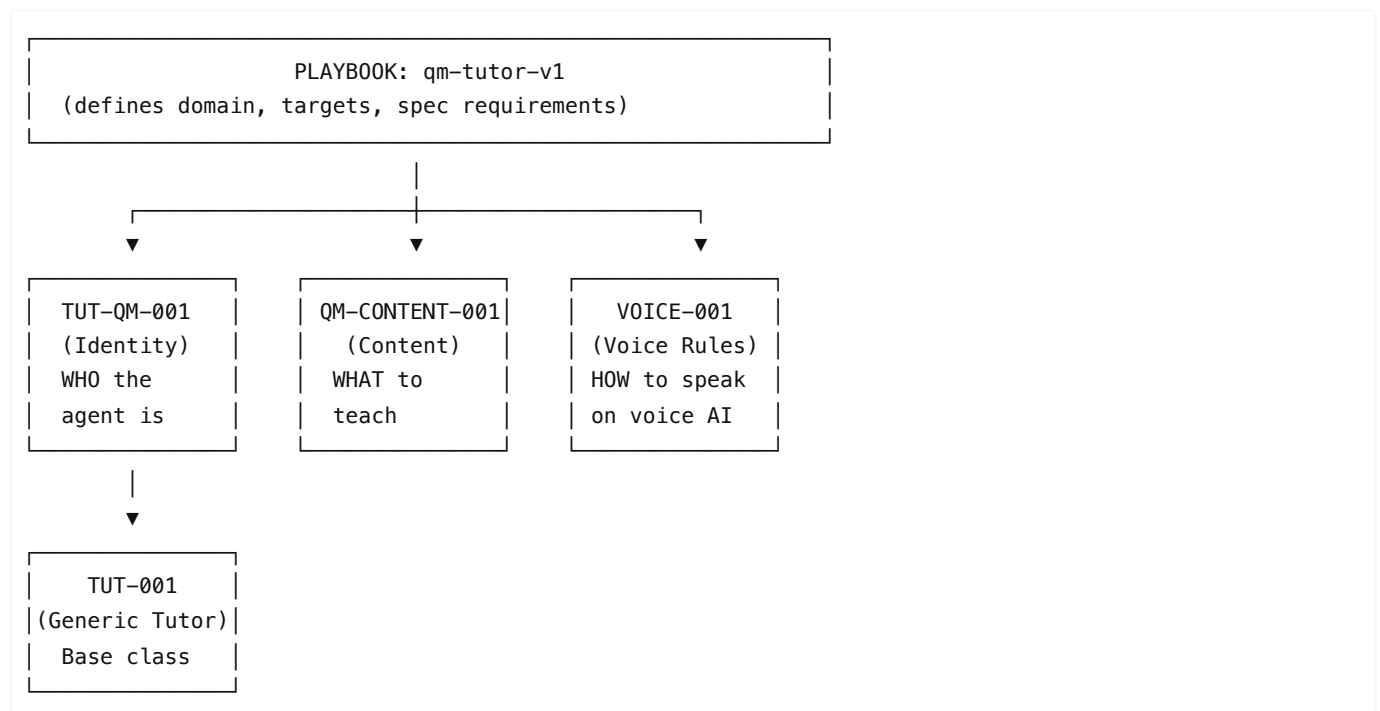 PLAYBOOK: qm-tutor-v1
(defines domain, targets, spec requirements)
TUT-QM-001 QM-CONTENT-001 VOICE-001
(Identity) (Content) (Voice Rules)
WHO the WHAT to HOW to speak
agent is teach on voice AI
TUT-001
(Generic Tutor)
Base class